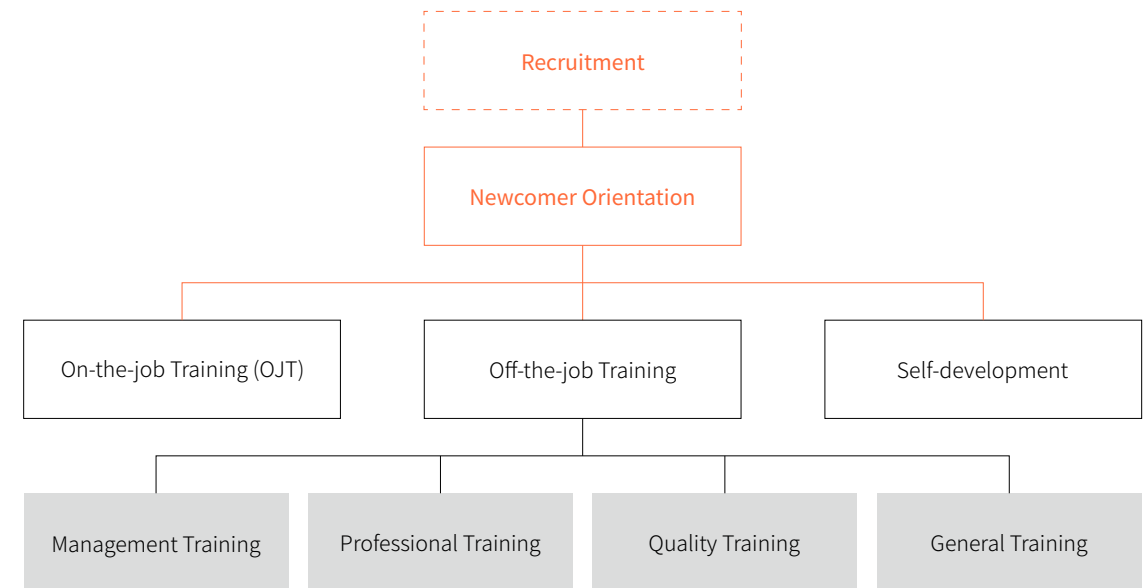 Recruitment
Newcomer Orientation
On-the-job Training (OJT)
Off-the-job Training
Self-development
Management Training
Professional Training
Quality Training
General Training